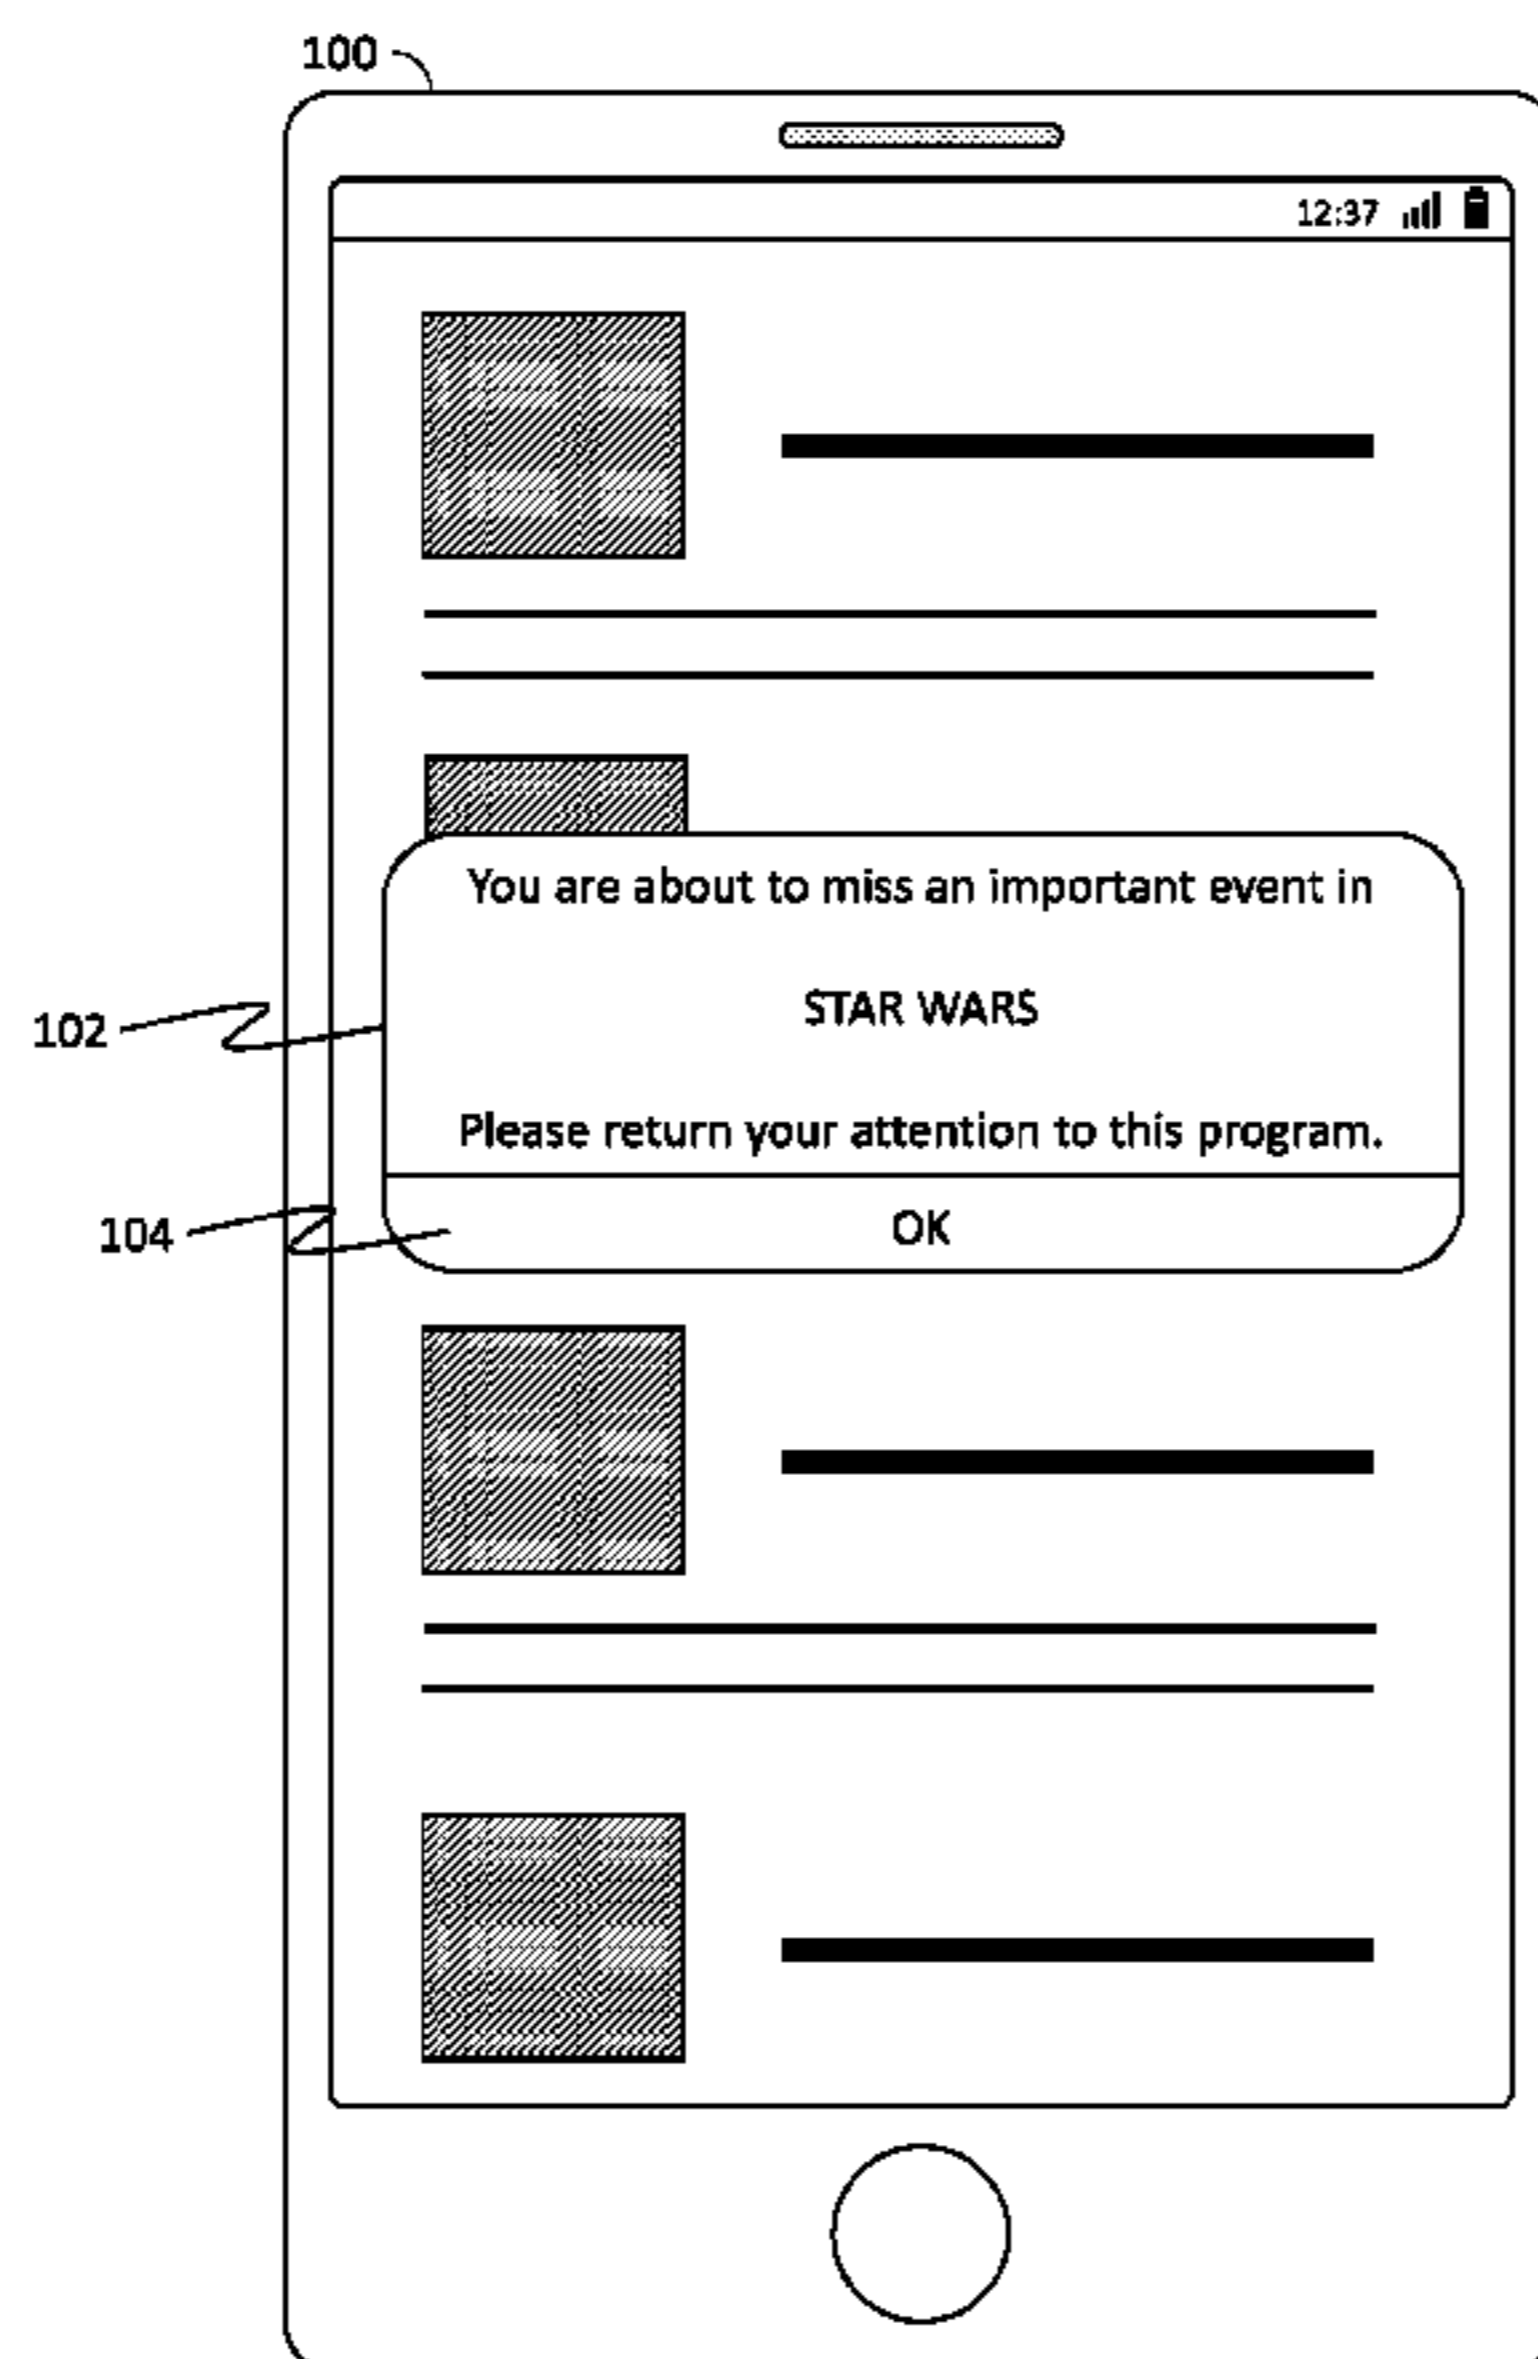 100
12:37
You are about to miss an important event in
STAR WARS
102
Please return your attention to this program.
104
OK